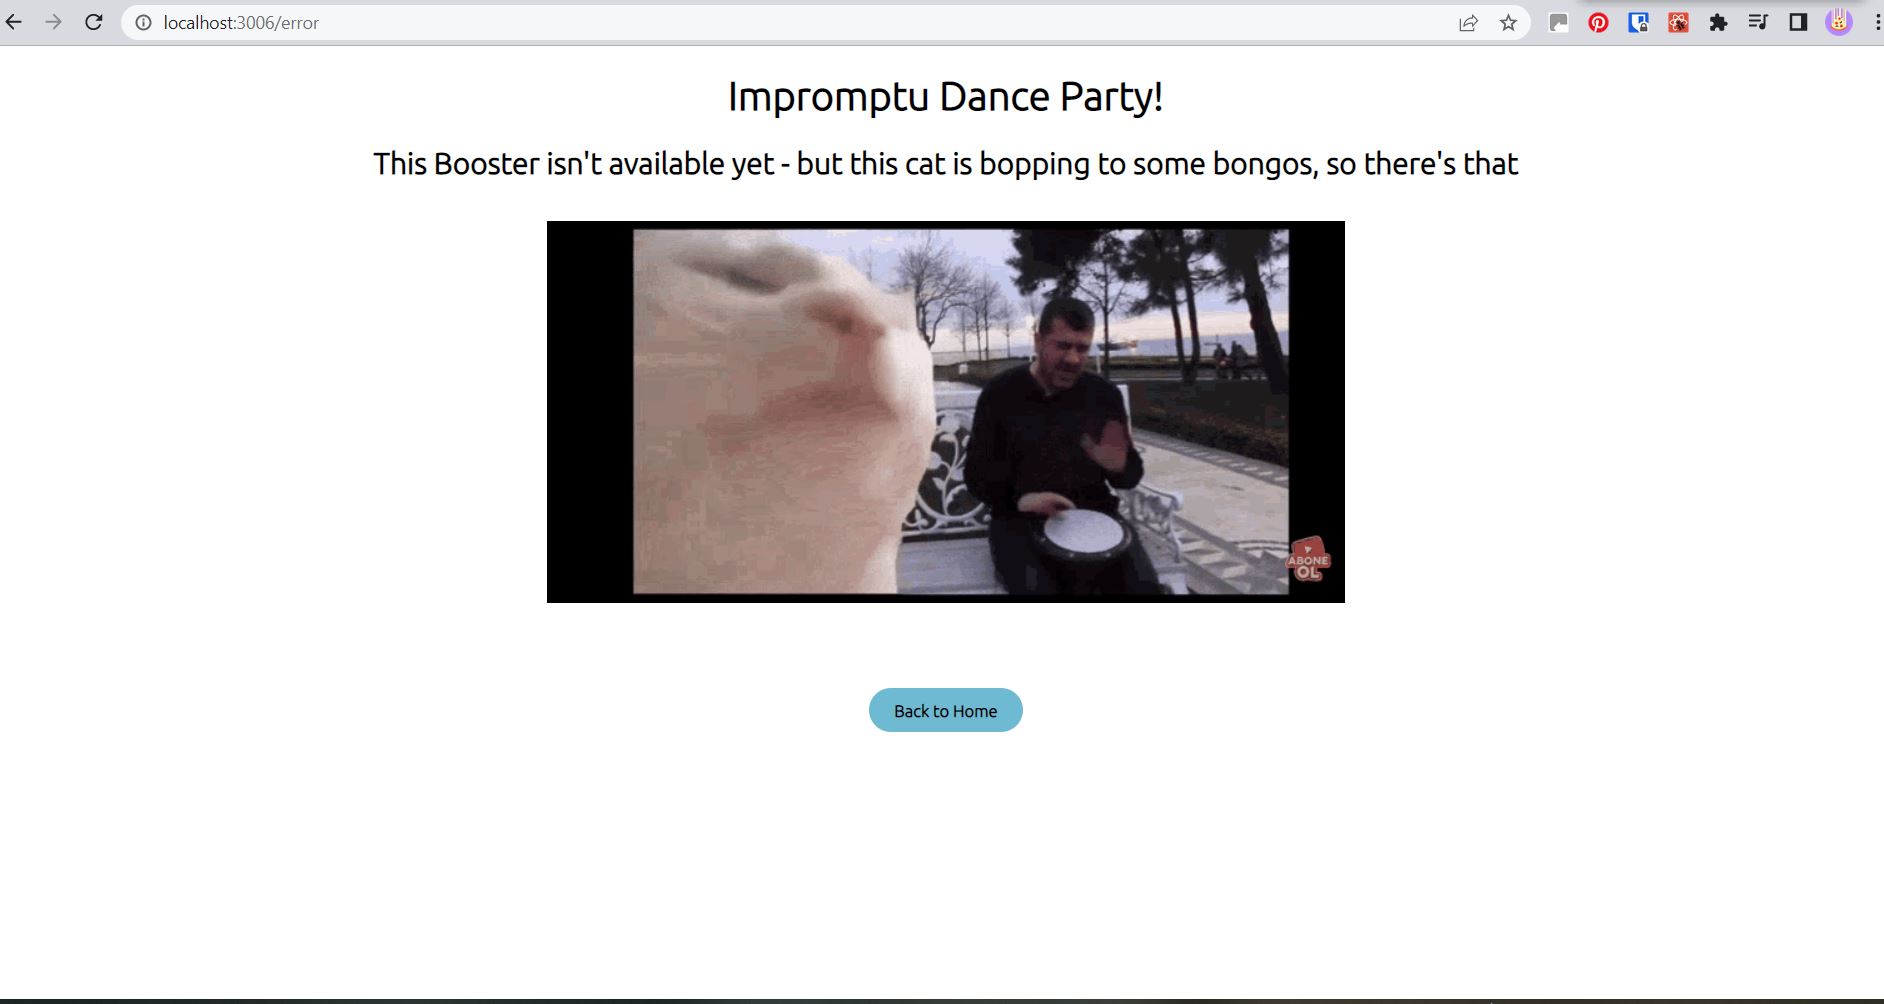 localhost:3006/error
Impromptu Dance Party!
This Booster isn't available yet - but this cat is bopping to some bongos, so there's that
ABONE
OL
Back to Home